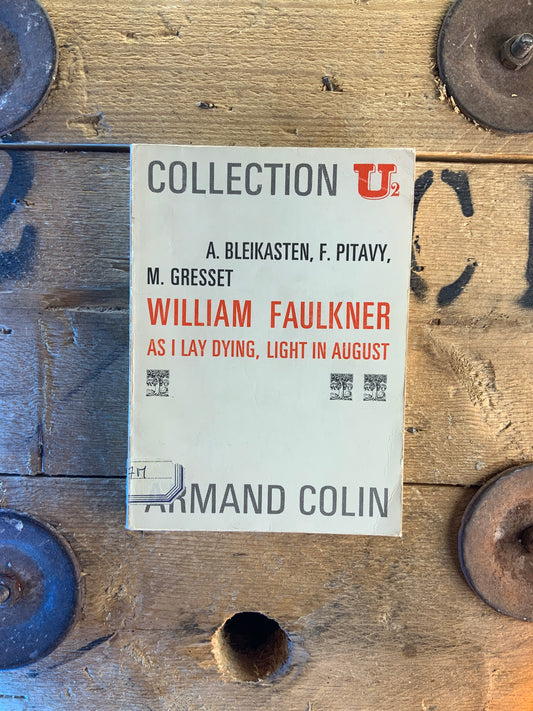 COLLECTION U2
A. BLEIKASTEN, F. PITAVY,
M. GRESSET
WILLIAM FAULKNER
AS I LAY DYING, LIGHT IN AUGUST
ARMAND COLIN